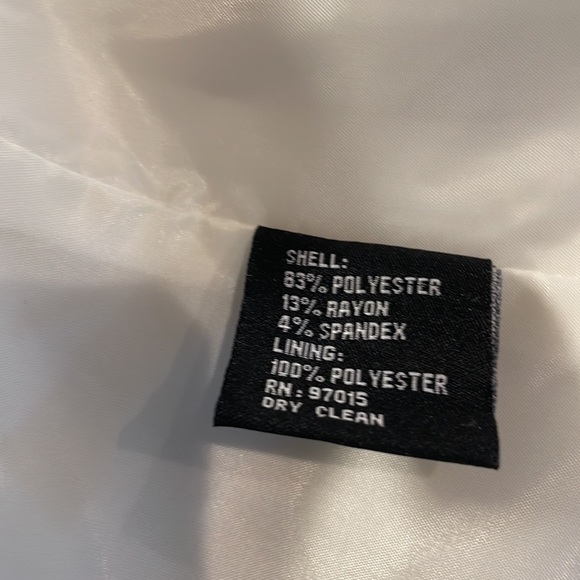 SHELL:
83% POLYESTER
13% RAYON
4% SPANDEX
LINING:
100% POLYESTER
RN: 97015
DRY CLEAN